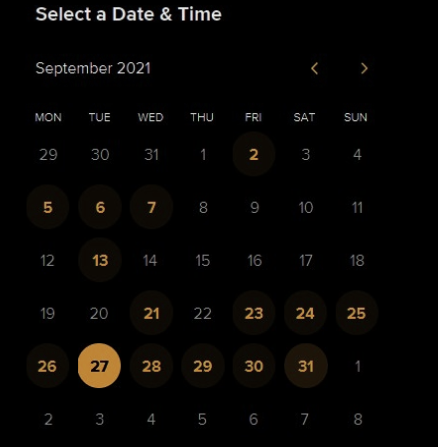 Select a Date & Time
September 2021
MON TUE WED THU FRI SAT SUN
29 30 31 1 2 3 4
5 6 7 8 9 10 11
12 13 14 15 16 17 18
19 20 21 22 23 24 25
26 27 28 29 30 31 1
2 3 4 5 6 7 8